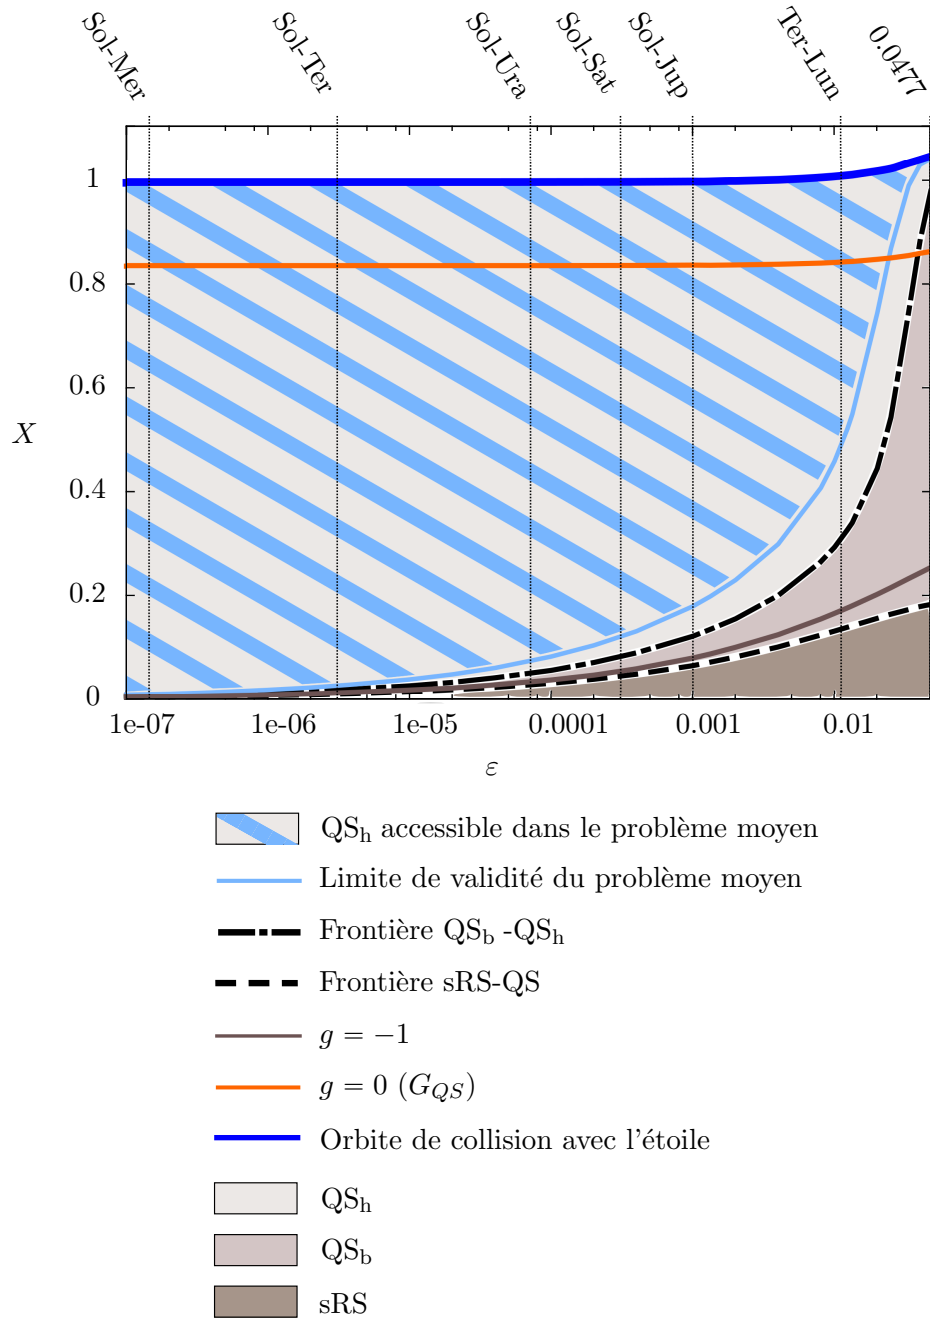 Sol-Mer Sol-Ter Sol-Ura Sol-Sat Sol-Jup Ter-Lun 0.0477
1
0.8
0.6
X
0.4
0.2
0
1e-07 1e-06 1e-05 0.0001 0.001 0.01
ε
QSh accessible dans le problème moyen
Limite de validité du problème moyen
Frontière QSb -QSh
Frontière sRS-QS
g = −1
g = 0 (GQS)
Orbite de collision avec l'étoile
QSh
QSb
sRS